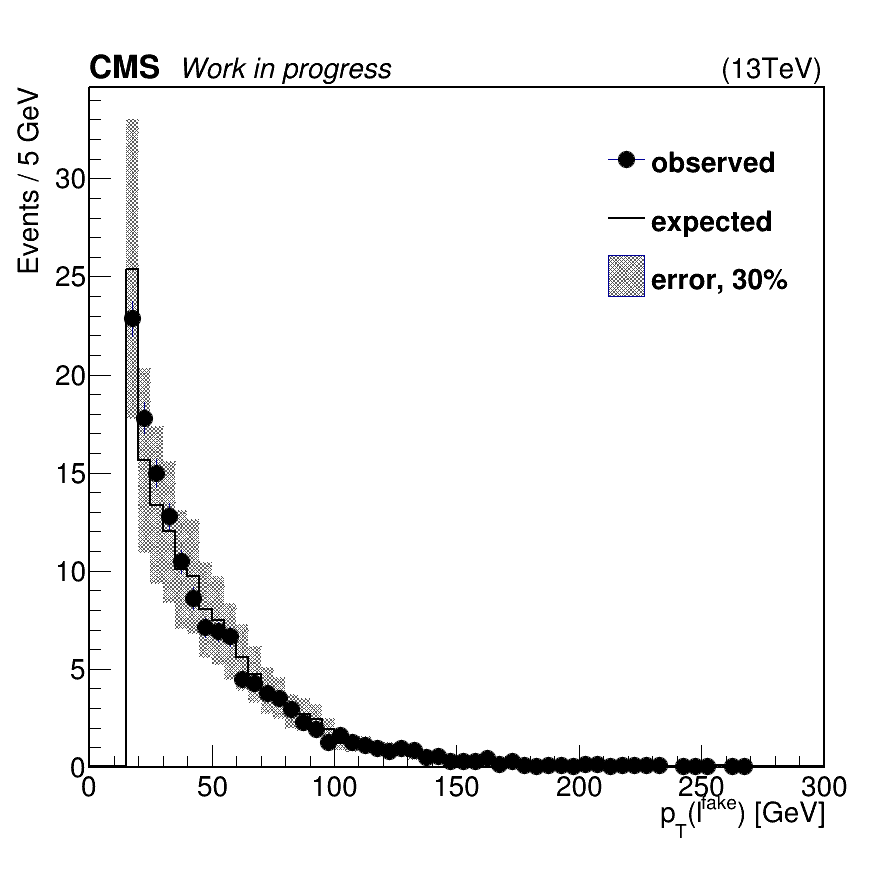 CMS Work in progress (13TeV)
Events / 5 GeV
observed
expected
error, 30%
30
25
20
15
10
5
0
0 50 100 150 200 250 300
p_T(l^fake) [GeV]